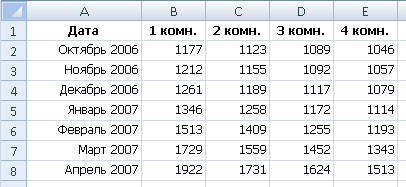 A B C D E
1 Дата 1 комн. 2 комн. 3 комн. 4 комн.
2 Октябрь 2006 1177 1123 1089 1046
3 Ноябрь 2006 1212 1155 1092 1057
4 Декабрь 2006 1261 1189 1117 1079
5 Январь 2007 1346 1258 1172 1114
6 Февраль 2007 1513 1409 1255 1193
7 Март 2007 1729 1559 1452 1343
8 Апрель 2007 1922 1731 1624 1513